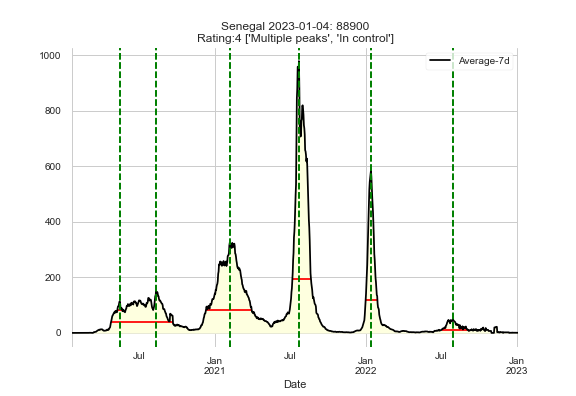 Senegal 2023-01-04: 88900
Rating:4 ['Multiple peaks', 'In control']
Average-7d
1000
800
600
400
200
0
Jul
Jan
2021
Jul
Jan
2022
Jul
Jan
2023
Date